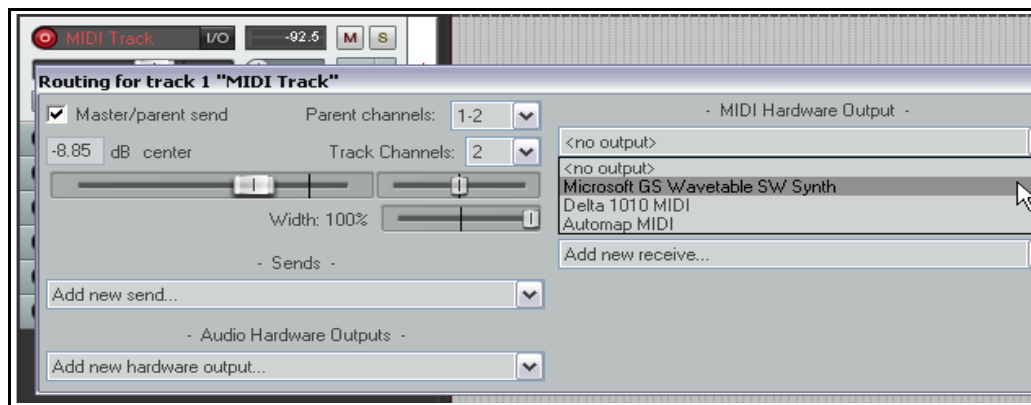 MIDI Track I/O -92.5 M S
Routing for track 1 "MIDI Track"
Master/parent send Parent channels: 1-2
-8.85 dB center Track Channels: 2
Width: 100%
- Sends -
Add new send...
- Audio Hardware Outputs -
Add new hardware output...
- MIDI Hardware Output -
<no output>
<no output>
Microsoft GS Wavetable SW Synth
Delta 1010 MIDI
Automap MIDI
Add new receive...